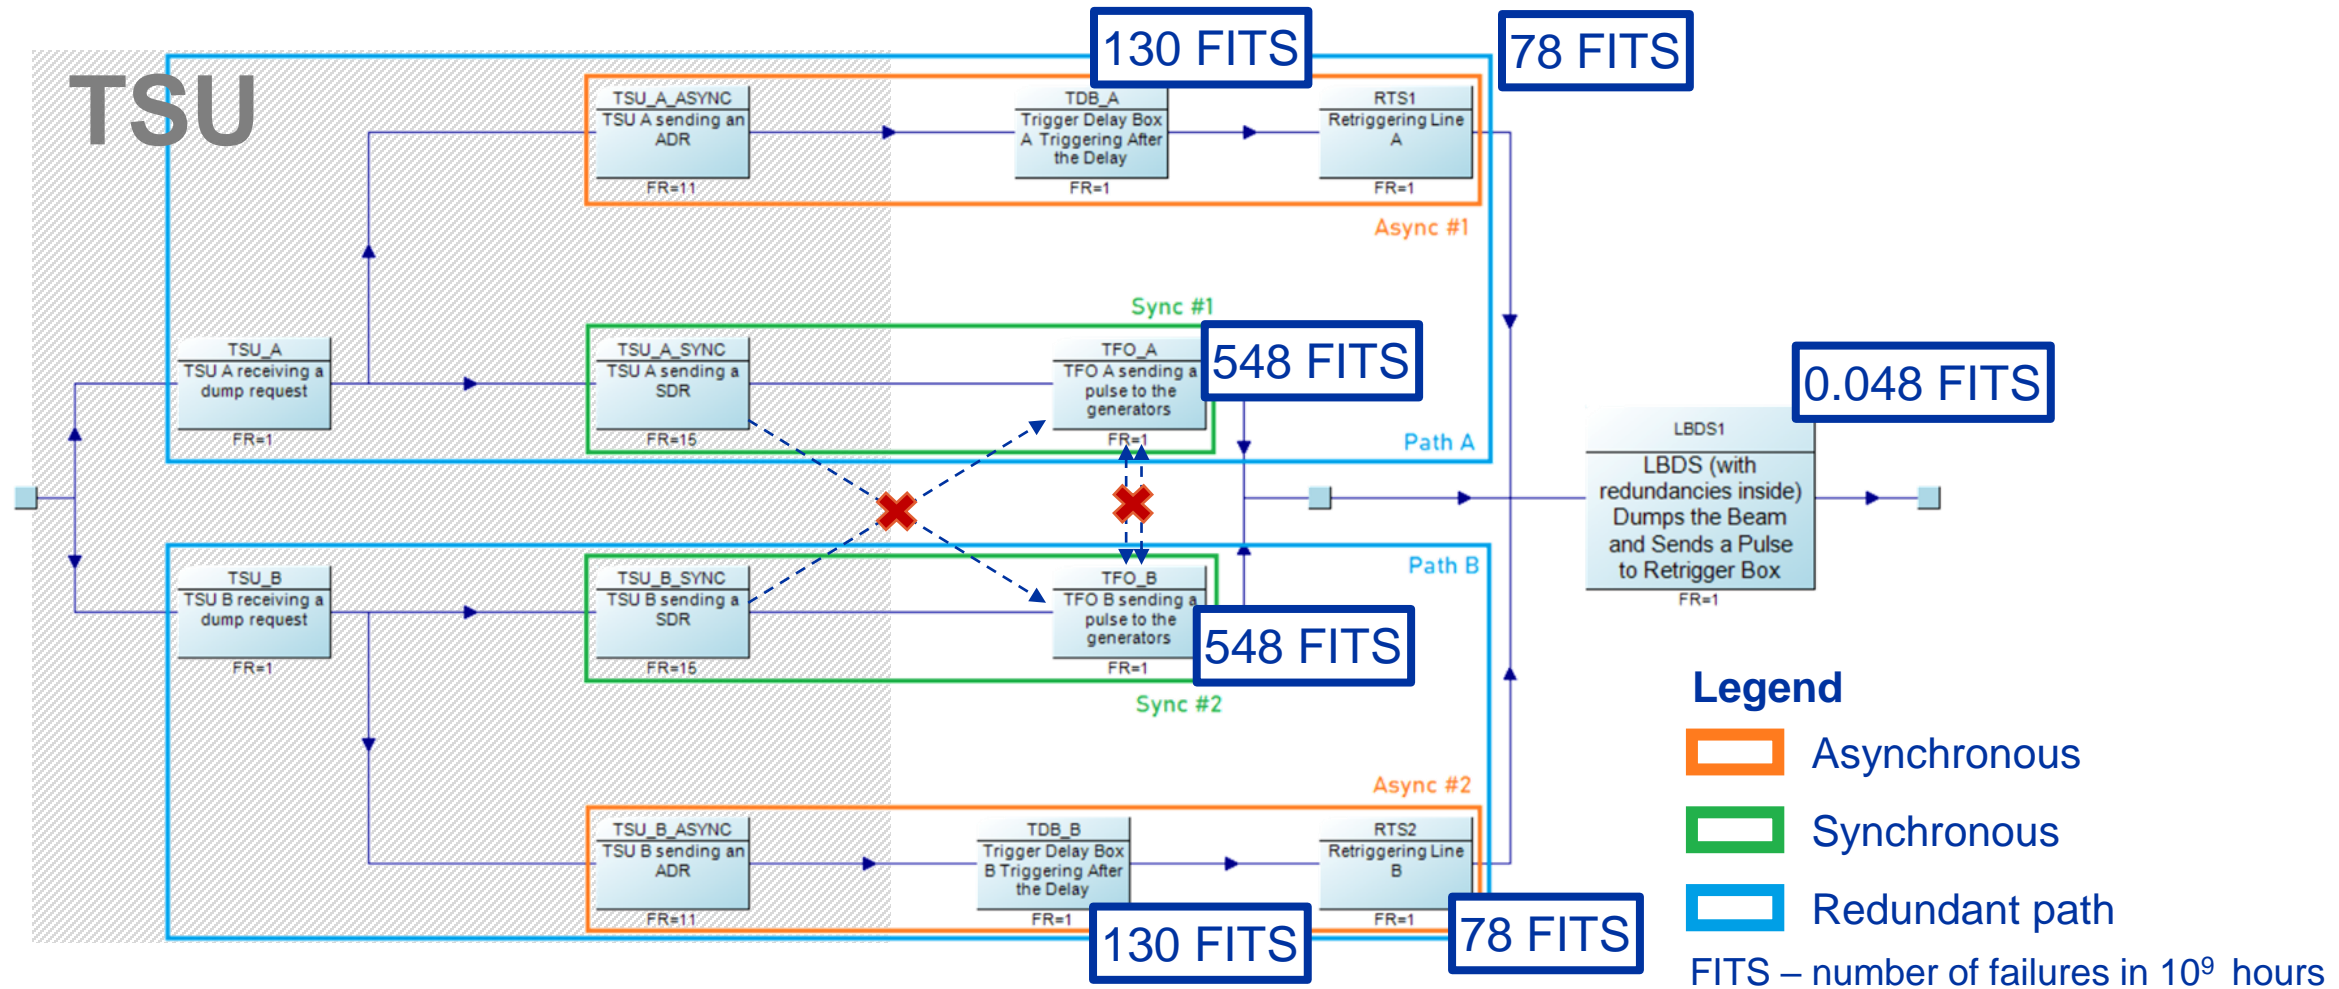 130 FITS
78 FITS
TSU
TSU_A_ASYNC
TSU A sending an
ADR
FR=11
TDB_A
Trigger Delay Box
A Triggering After
the Delay
FR=1
RTS1
Retriggering Line
A
FR=1
Async #1
Sync #1
TSU_A
TSU A receiving a
dump request
FR=1
TSU_A_SYNC
TSU A sending a
SDR
FR=15
TFO_A
TFO A sending a
pulse to the
generators
FR=1
548 FITS
Path A
0.048 FITS
LBDS1
LBDS (with
redundancies inside)
Dumps the Beam
and Sends a Pulse
to Retrigger Box
FR=1
Path B
TSU_B
TSU B receiving a
dump request
FR=1
TSU_B_SYNC
TSU B sending a
SDR
FR=15
TFO_B
TFO B sending a
pulse to the
generators
FR=1
548 FITS
Sync #2
Async #2
TSU_B_ASYNC
TSU B sending an
ADR
FR=11
TDB_B
Trigger Delay Box
B Triggering After
the Delay
FR=1
RTS2
Retriggering Line
B
FR=1
130 FITS
78 FITS
Legend
Asynchronous
Synchronous
Redundant path
FITS – number of failures in 10⁹ hours